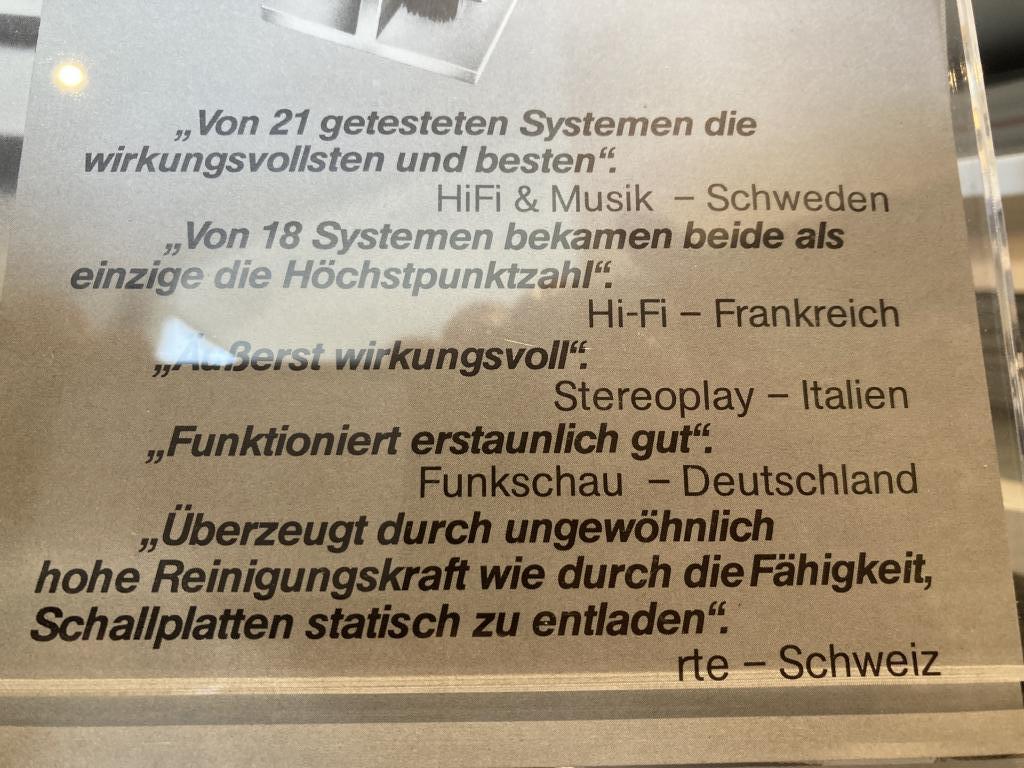 „Von 21 getesteten Systemen die
wirkungsvollsten und besten“.
HiFi & Musik – Schweden
„Von 18 Systemen bekamen beide als
einzige die Höchstpunktzahl“.
Hi-Fi – Frankreich
„Äußerst wirkungsvoll“.
Stereoplay – Italien
„Funktioniert erstaunlich gut“.
Funkschau – Deutschland
„Überzeugt durch ungewöhnlich
hohe Reinigungskraft wie durch die Fähigkeit,
Schallplatten statisch zu entladen“.
rte – Schweiz